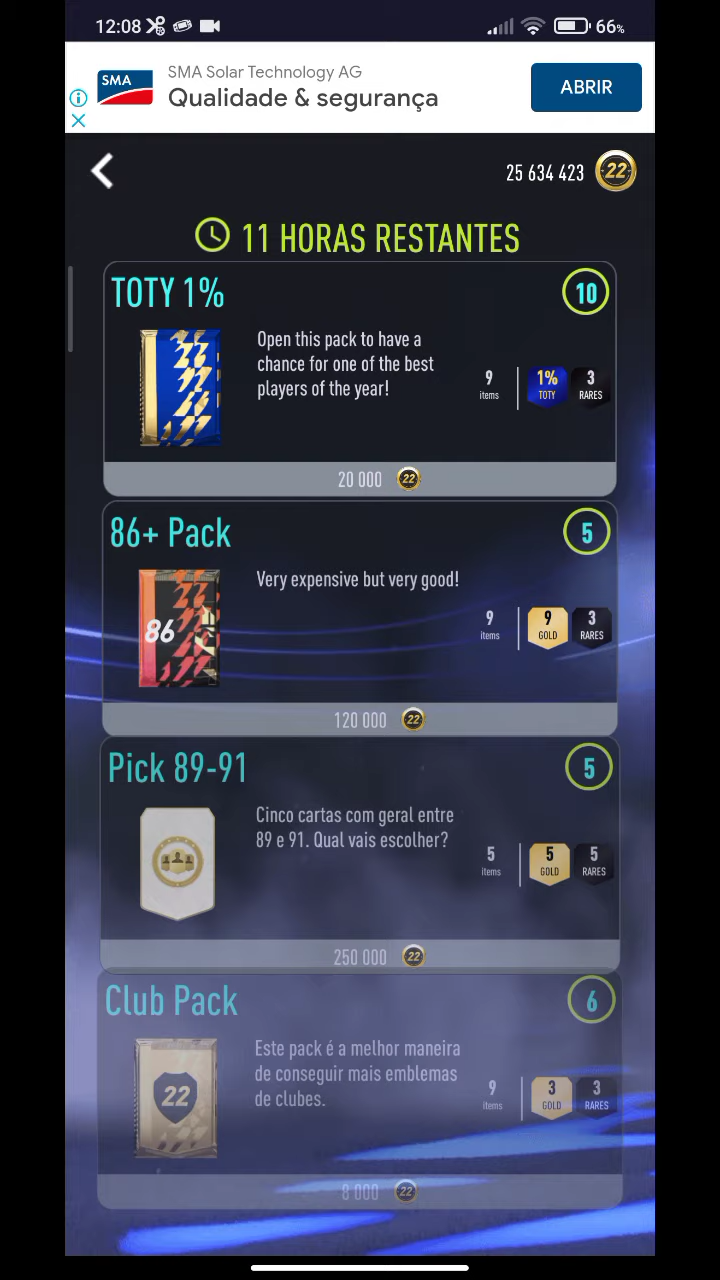 12:08
66%
SMA
SMA Solar Technology AG
Qualidade & segurança
ABRIR
25 634 423
22
11 HORAS RESTANTES
TOTY 1%
10
Open this pack to have a
chance for one of the best
players of the year!
9
items
1%
TOTY
3
RARES
20 000
22
86+ Pack
5
86
Very expensive but very good!
9
items
9
GOLD
3
RARES
120 000
22
Pick 89-91
5
Cinco cartas com geral entre
89 e 91. Qual vais escolher?
5
items
5
GOLD
5
RARES
250 000
22
Club Pack
6
22
Este pack é a melhor maneira
de conseguir mais emblemas
de clubes.
9
items
3
GOLD
3
RARES
8 000
22